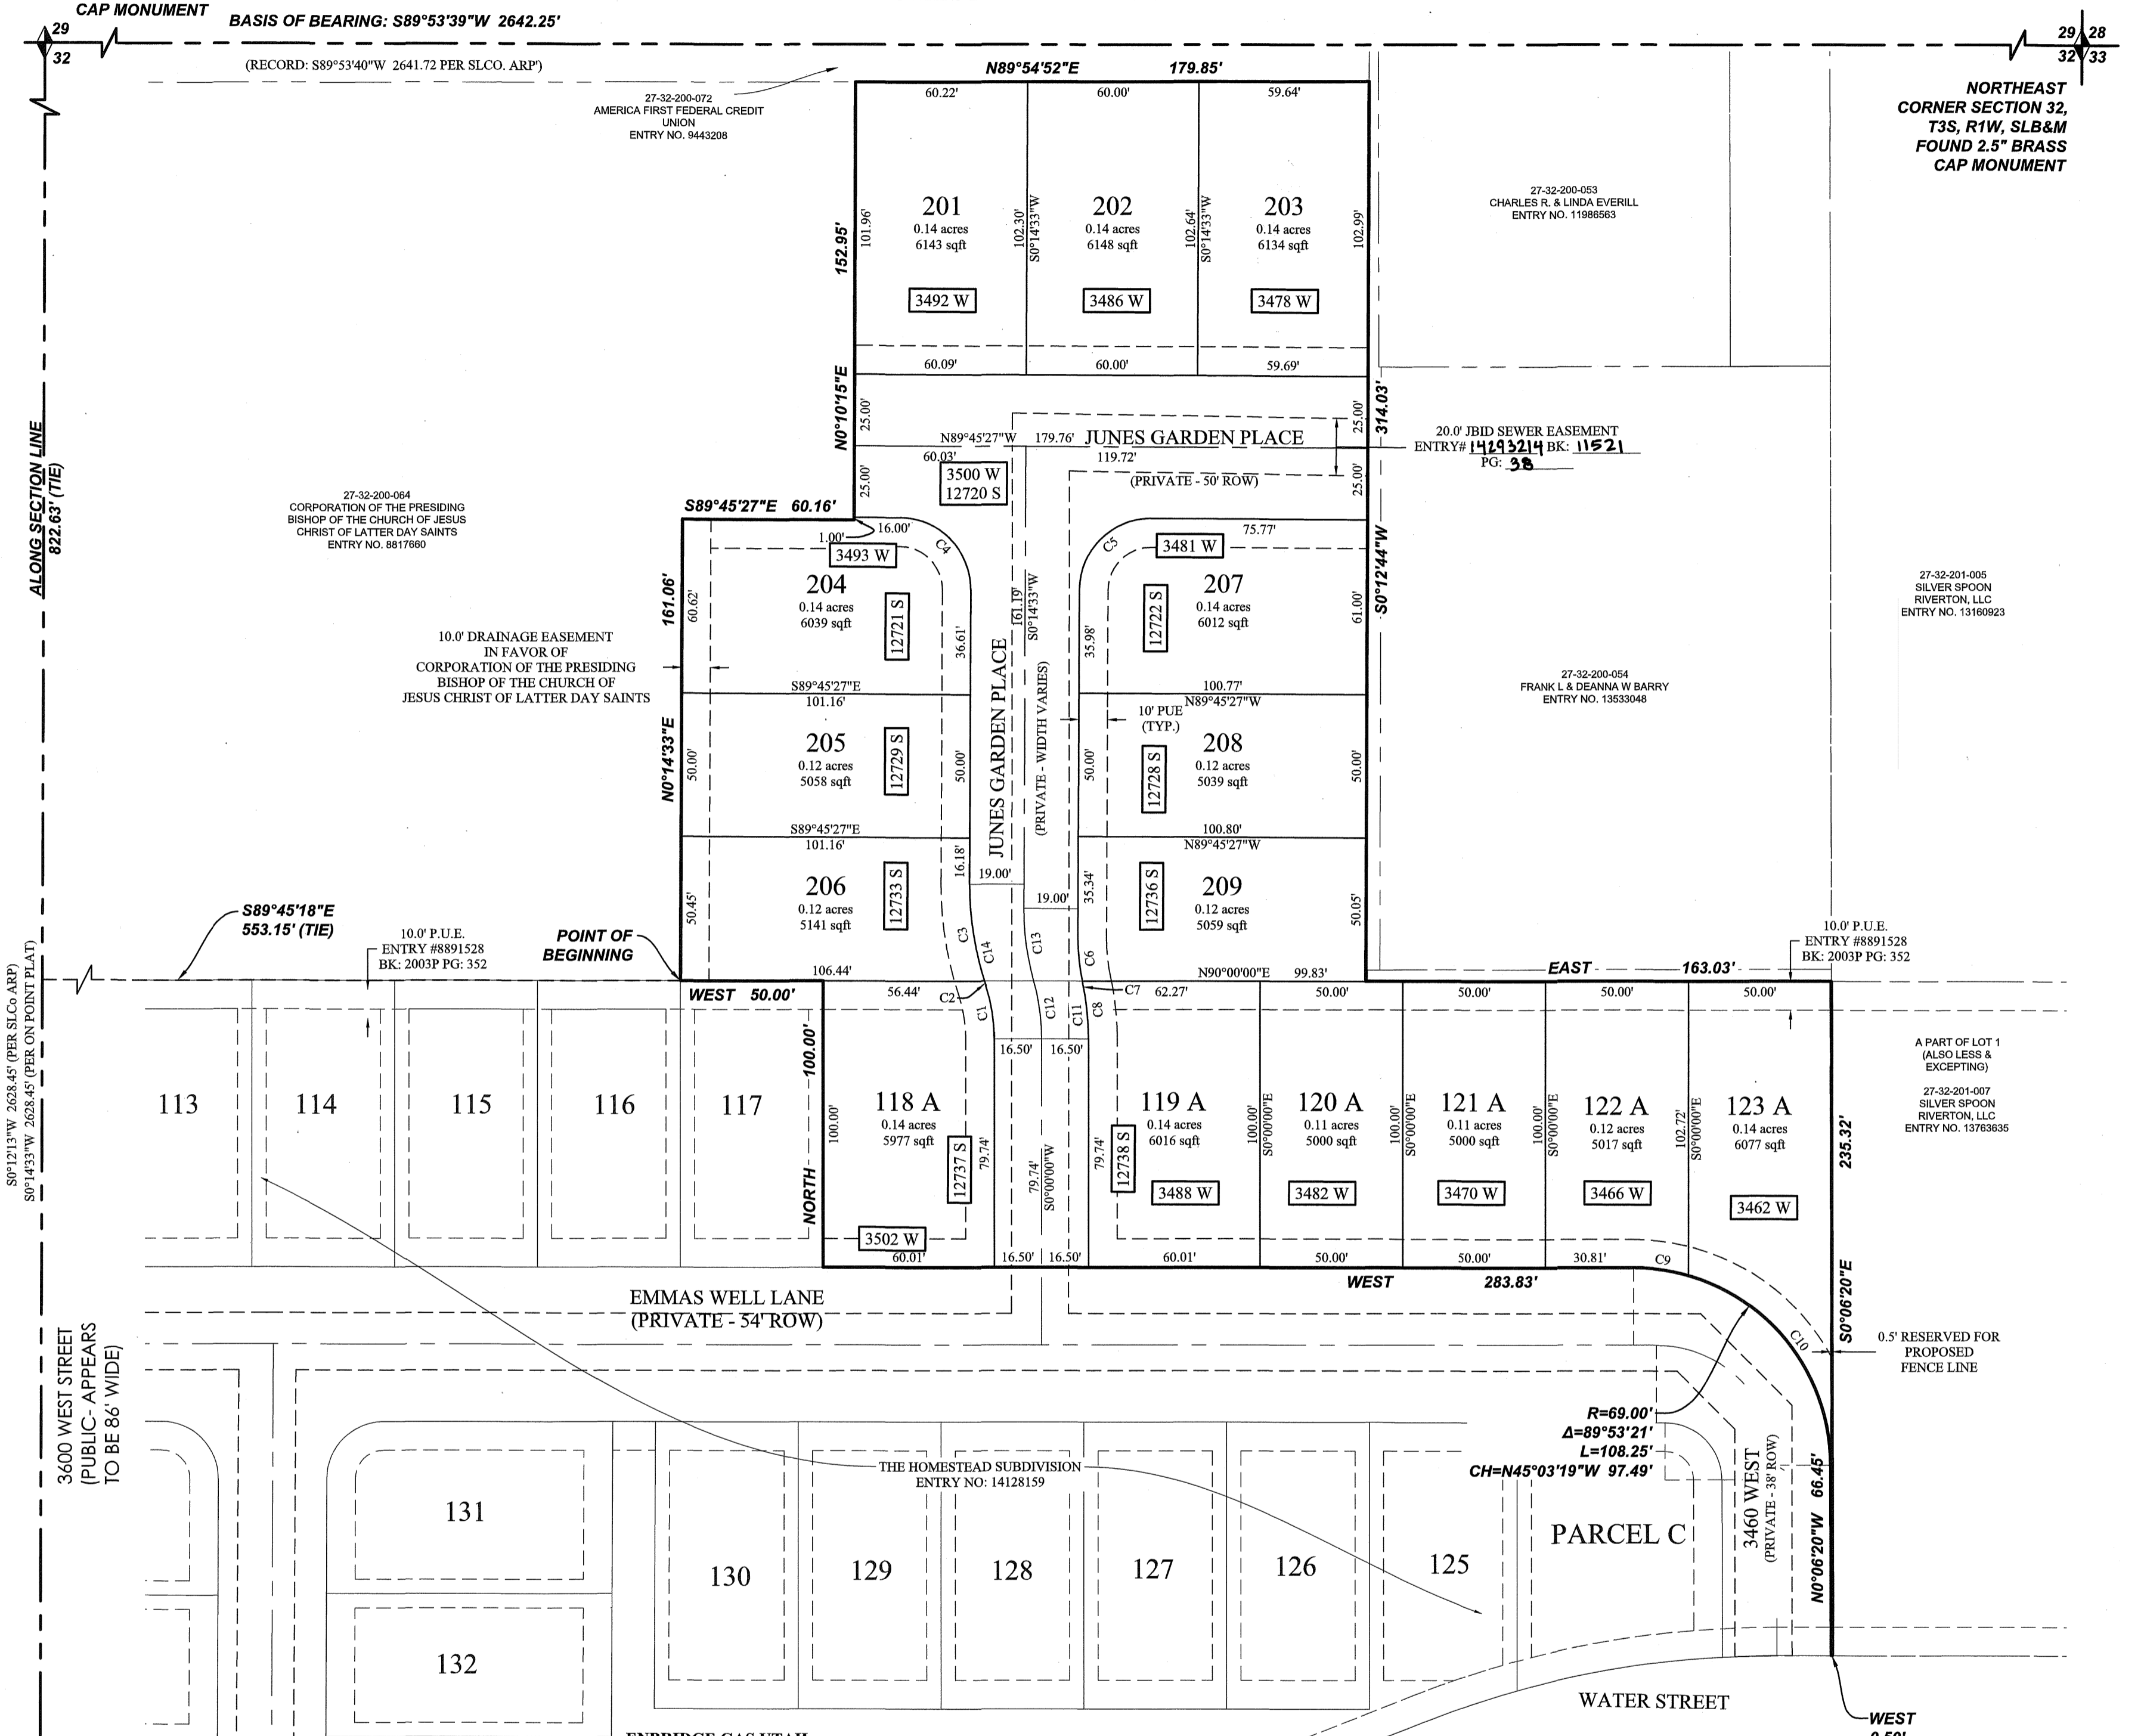 CAP MONUMENT
BASIS OF BEARING: S89°53'39"W 2642.25'
29
32
(RECORD: S89°53'40"W 2641.72 PER SLCO. ARP')
29 28
32 33
NORTHEAST
CORNER SECTION 32,
T3S, R1W, SLB&M
FOUND 2.5" BRASS
CAP MONUMENT
27-32-200-072
AMERICA FIRST FEDERAL CREDIT
UNION
ENTRY NO. 9443208
N89°54'52"E 179.85'
60.22'
60.00'
59.64'
201
0.14 acres
6143 sqft
3492 W
202
0.14 acres
6148 sqft
3486 W
203
0.14 acres
6134 sqft
3478 W
152.95'
N0°10'15"E
101.96'
102.30'
S0°14'33"W
102.64'
S0°14'33"W
102.99'
60.09'
60.00'
59.69'
27-32-200-053
CHARLES R. & LINDA EVERILL
ENTRY NO. 11986563
314.03'
S0°12'44"W
25.00'
25.00'
25.00'
25.00'
N89°45'27"W 179.76'
JUNES GARDEN PLACE
60.03'
119.72'
(PRIVATE - 50' ROW)
3500 W
12720 S
20.0' JBID SEWER EASEMENT
ENTRY# 14293214 BK: 11521
PG: 38
ALONG SECTION LINE
822.63' (TIE)
27-32-200-064
CORPORATION OF THE PRESIDING
BISHOP OF THE CHURCH OF JESUS
CHRIST OF LATTER DAY SAINTS
ENTRY NO. 8817660
S89°45'27"E 60.16'
16.00'
1.00'
C4
C5
75.77'
3493 W
3481 W
161.06'
N0°14'33"E
60.62'
204
0.14 acres
6039 sqft
12721 S
36.61'
161.19'
S0°14'33"W
JUNES GARDEN PLACE
(PRIVATE - WIDTH VARIES)
35.98'
12722 S
207
0.14 acres
6012 sqft
61.00'
10.0' DRAINAGE EASEMENT
IN FAVOR OF
CORPORATION OF THE PRESIDING
BISHOP OF THE CHURCH OF
JESUS CHRIST OF LATTER DAY SAINTS
27-32-201-005
SILVER SPOON
RIVERTON, LLC
ENTRY NO. 13160923
27-32-200-054
FRANK L & DEANNA W BARRY
ENTRY NO. 13533048
S89°45'27"E
101.16'
100.77'
N89°45'27"W
10' PUE
(TYP.)
50.00'
205
0.12 acres
5058 sqft
12729 S
50.00'
50.00'
12728 S
208
0.12 acres
5039 sqft
50.00'
S89°45'27"E
101.16'
100.80'
N89°45'27"W
50.45'
206
0.12 acres
5141 sqft
12733 S
16.18'
19.00'
19.00'
35.34'
12736 S
209
0.12 acres
5059 sqft
50.05'
C3
C14
C13
C6
S89°45'18"E
553.15' (TIE)
10.0' P.U.E.
ENTRY #8891528
BK: 2003P PG: 352
POINT OF
BEGINNING
10.0' P.U.E.
ENTRY #8891528
BK: 2003P PG: 352
106.44'
N90°00'00"E 99.83'
EAST 163.03'
WEST 50.00'
56.44'
C2
C7
62.27'
50.00'
50.00'
50.00'
50.00'
C1
C12
C11
C8
16.50'
16.50'
S0°12'13"W 2628.45' (PER SLCo ARP)
S0°14'33"W 2628.45' (PER ON POINT PLAT)
113
114
115
116
117
NORTH 100.00'
100.00'
118 A
0.14 acres
5977 sqft
12737 S
3502 W
79.74'
79.74'
S0°00'00"W
79.74'
12738 S
119 A
0.14 acres
6016 sqft
3488 W
100.00'
S0°00'00"E
120 A
0.11 acres
5000 sqft
3482 W
100.00'
S0°00'00"E
121 A
0.11 acres
5000 sqft
3470 W
100.00'
S0°00'00"E
122 A
0.12 acres
5017 sqft
3466 W
102.72'
S0°00'00"E
123 A
0.14 acres
6077 sqft
3462 W
235.32'
S0°06'20"E
A PART OF LOT 1
(ALSO LESS &
EXCEPTING)
27-32-201-007
SILVER SPOON
RIVERTON, LLC
ENTRY NO. 13763635
60.01'
16.50'
16.50'
60.01'
50.00'
50.00'
30.81'
C9
WEST 283.83'
EMMAS WELL LANE
(PRIVATE - 54' ROW)
C10
0.5' RESERVED FOR
PROPOSED
FENCE LINE
3600 WEST STREET
(PUBLIC- APPEARS
TO BE 86' WIDE)
R=69.00'
Δ=89°53'21"
L=108.25'
CH=N45°03'19"W 97.49'
THE HOMESTEAD SUBDIVISION
ENTRY NO: 14128159
131
132
130
129
128
127
126
125
PARCEL C
3460 WEST
(PRIVATE - 38' ROW)
N0°06'20"W 66.45'
WATER STREET
WEST
0.50'
ENBRIDGE GAS UTAH